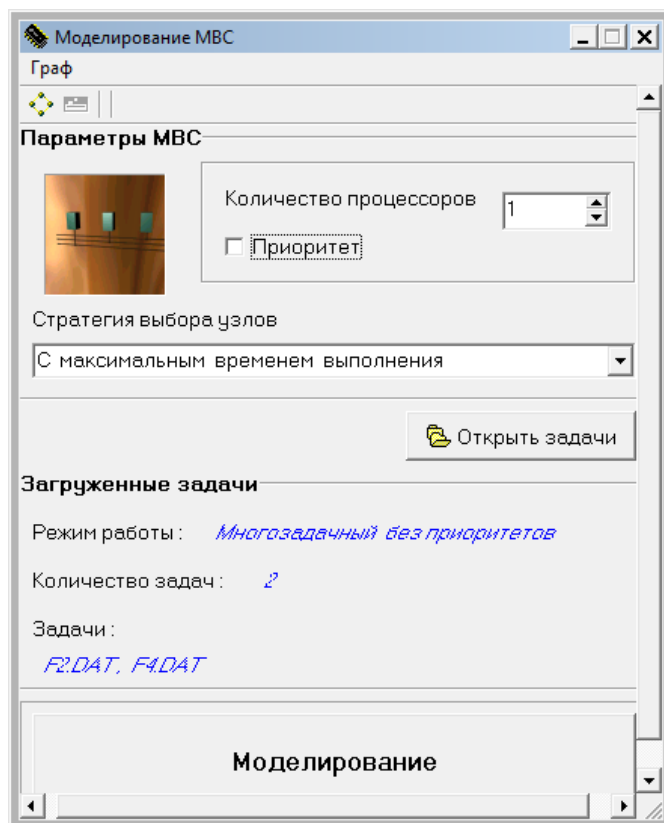 Моделирование МВС
Граф
Параметры МВС
Количество процессоров 1
Приоритет
Стратегия выбора узлов
С максимальным временем выполнения
Открыть задачи
Загруженные задачи
Режим работы : Многозадачный без приоритетов
Количество задач : 2
Задачи :
F2.DAT, F4.DAT
Моделирование